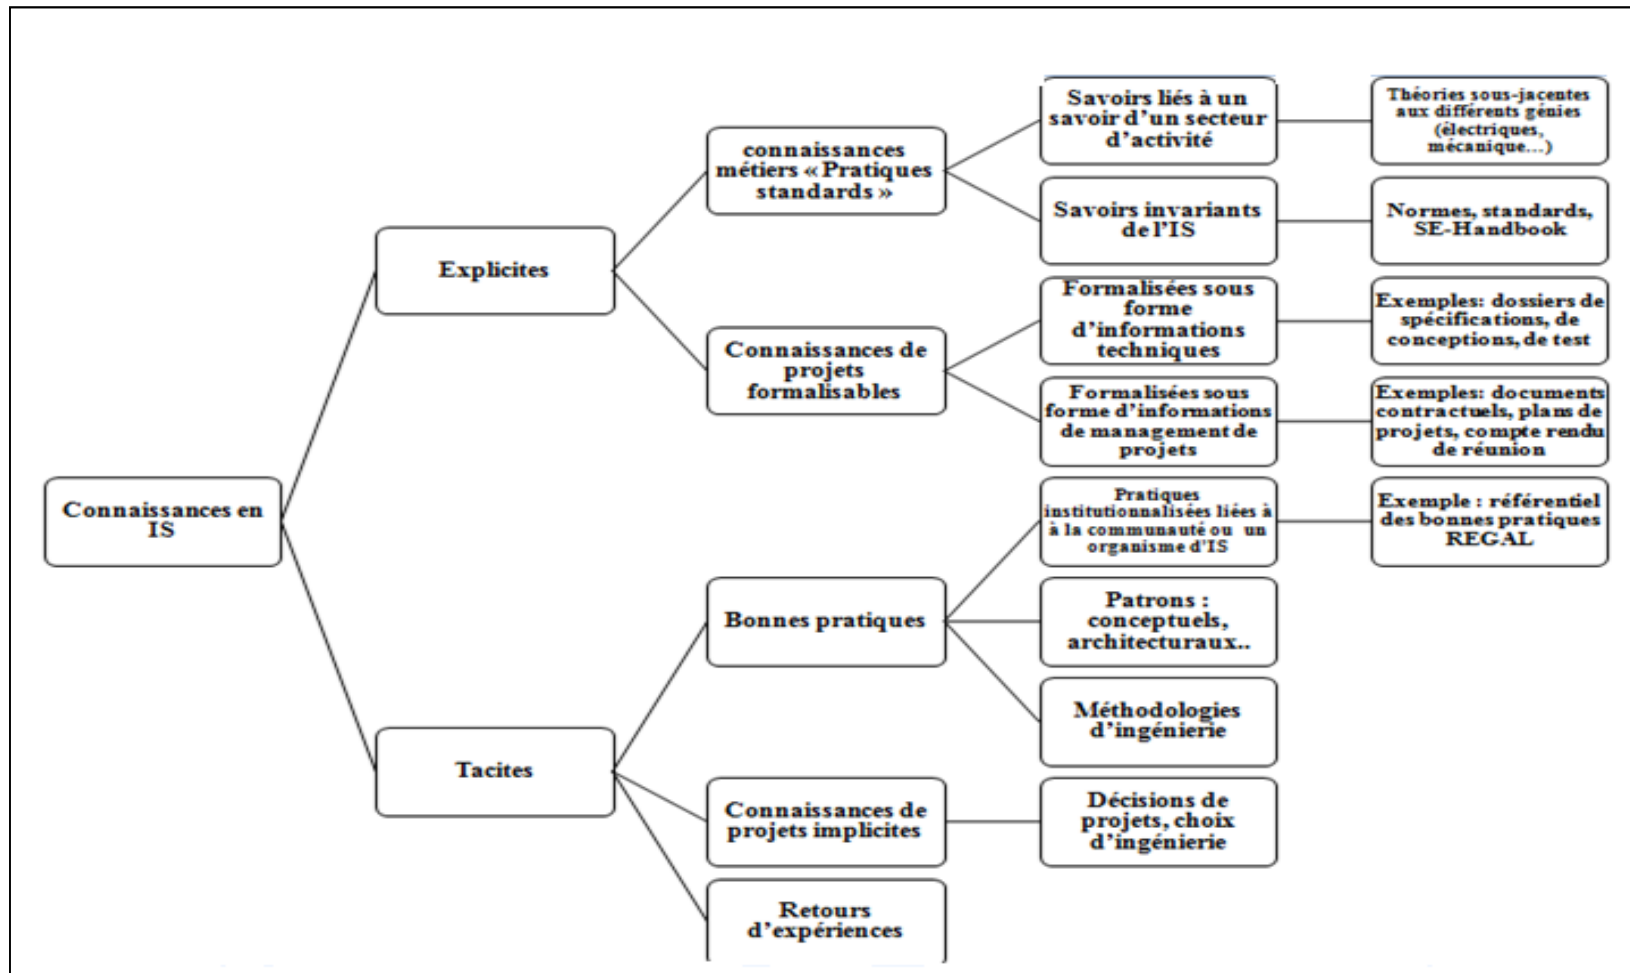 Connaissances en
IS
Explicites
connaissances
métiers « Pratiques
standards »
Savoirs liés à un
savoir d'un secteur
d'activité
Théories sous-jacentes
aux différents génies
(électriques,
mécanique...)
Savoirs invariants
de l'IS
Normes, standards,
SE-Handbook
Connaissances de
projets
formalisables
Formalisées sous
forme
d'informations
techniques
Exemples: dossiers de
spécifications, de
conceptions, de test
Formalisées sous
forme d'informations
de management de
projets
Exemples: documents
contractuels, plans de
projets, compte rendu
de réunion
Tacites
Bonnes pratiques
Pratiques
institutionnalisées liées à
à la communauté ou un
organisme d'IS
Exemple : référentiel
des bonnes pratiques
REGAL
Patrons :
conceptuels,
architecturaux..
Méthodologies
d'ingénierie
Connaissances de
projets implicites
Décisions de
projets, choix
d'ingénierie
Retours
d'expériences